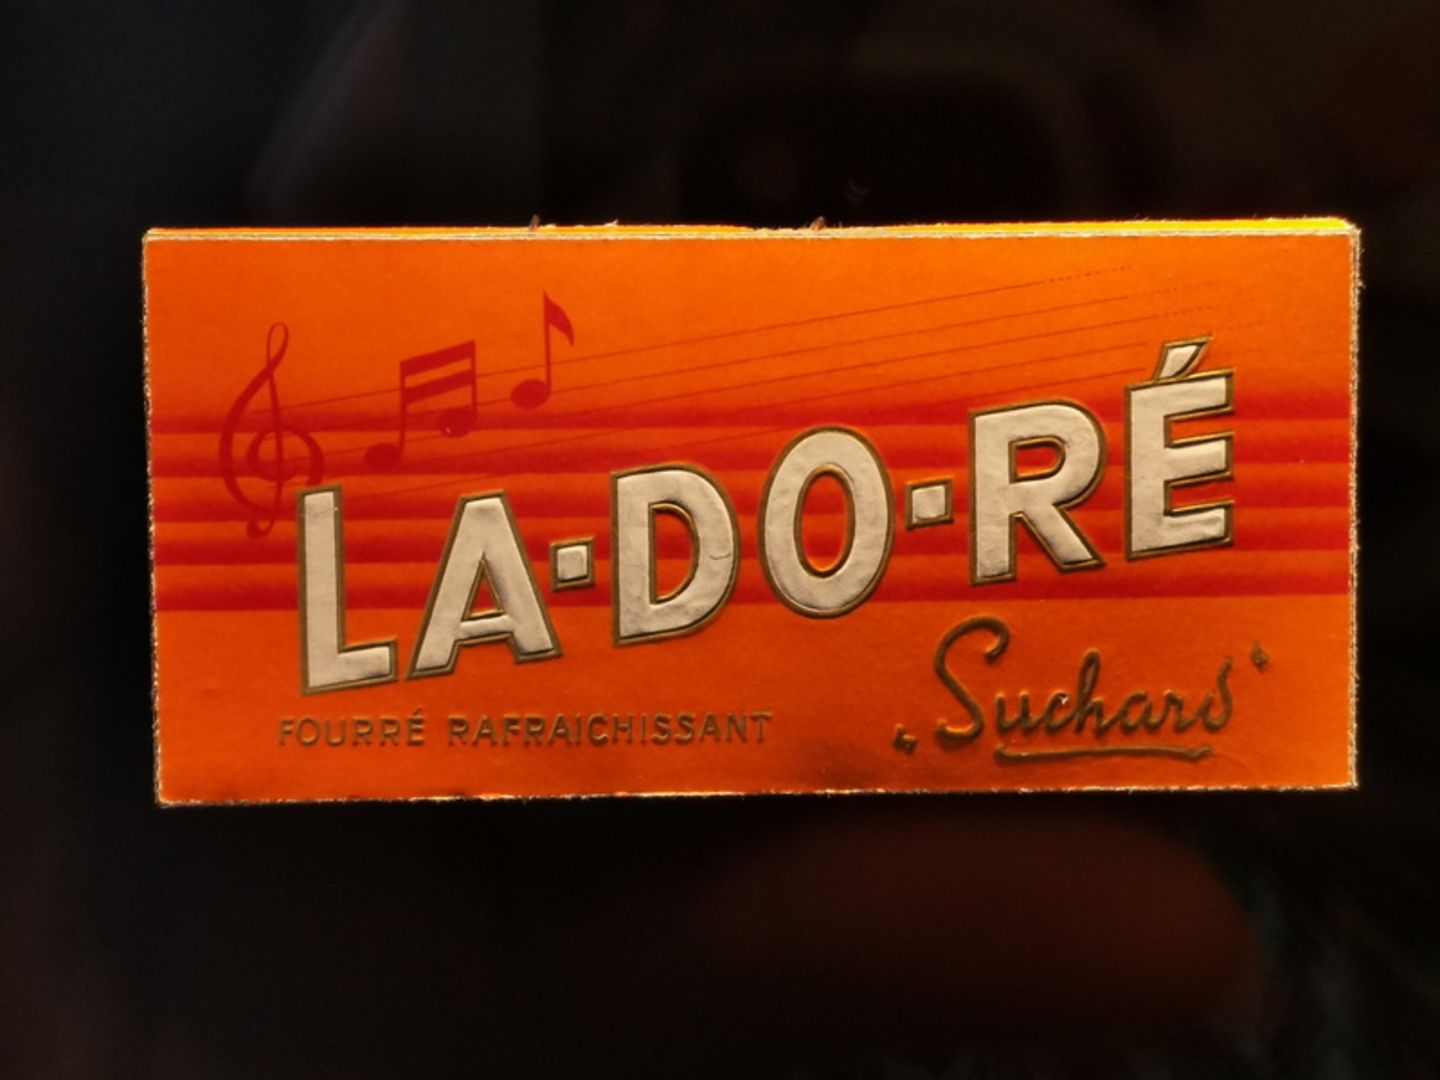 LA·DO·RÉ
FOURRÉ RAFRAICHISSANT
„Suchard“